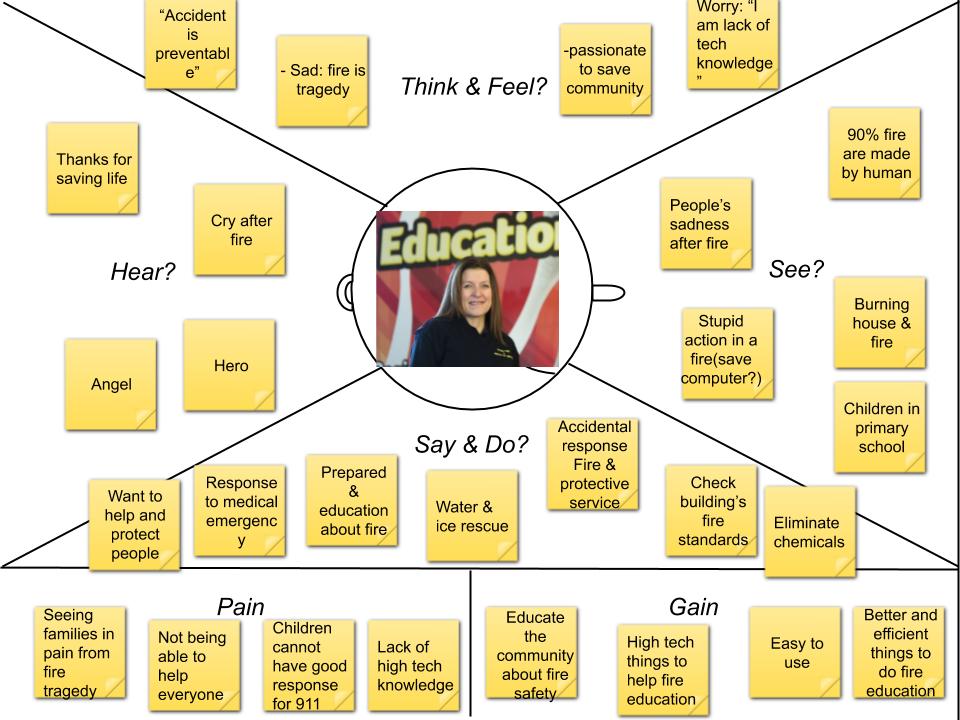 “Accident
is
preventabl
e”
- Sad: fire is
tragedy
Think & Feel?
-passionate
to save
community
Worry: “I
am lack of
tech
knowledge
”
Thanks for
saving life
Cry after
fire
Hear?
Angel
Hero
Education
People’s
sadness
after fire
90% fire
are made
by human
See?
Stupid
action in a
fire(save
computer?)
Burning
house &
fire
Children in
primary
school
Say & Do?
Want to
help and
protect
people
Response
to medical
emergenc
y
Prepared
&
education
about fire
Water &
ice rescue
Accidental
response
Fire &
protective
service
Check
building’s
fire
standards
Eliminate
chemicals
Pain
Seeing
families in
pain from
fire
tragedy
Not being
able to
help
everyone
Children
cannot
have good
response
for 911
Lack of
high tech
knowledge
Gain
Educate
the
community
about fire
safety
High tech
things to
help fire
education
Easy to
use
Better and
efficient
things to
do fire
education